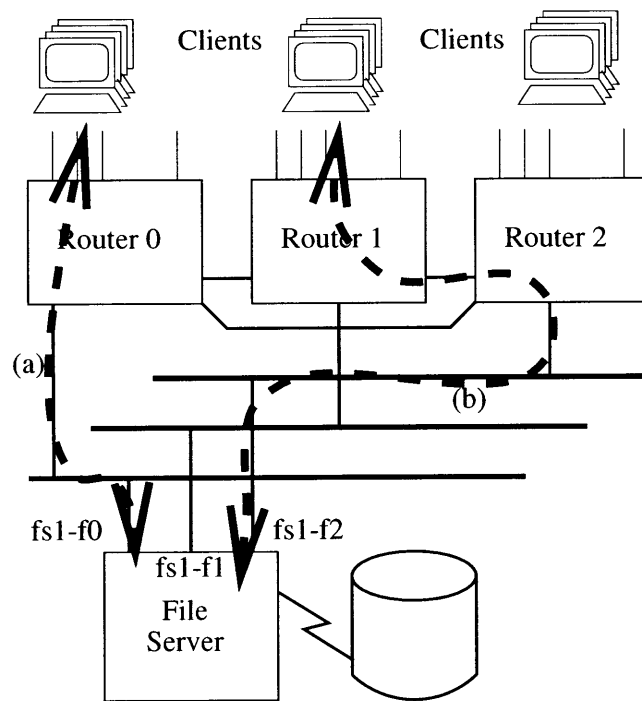 Clients
Clients
Router 0
Router 1
Router 2
(a)
(b)
fs1-f0
fs1-f2
fs1-f1
File
Server